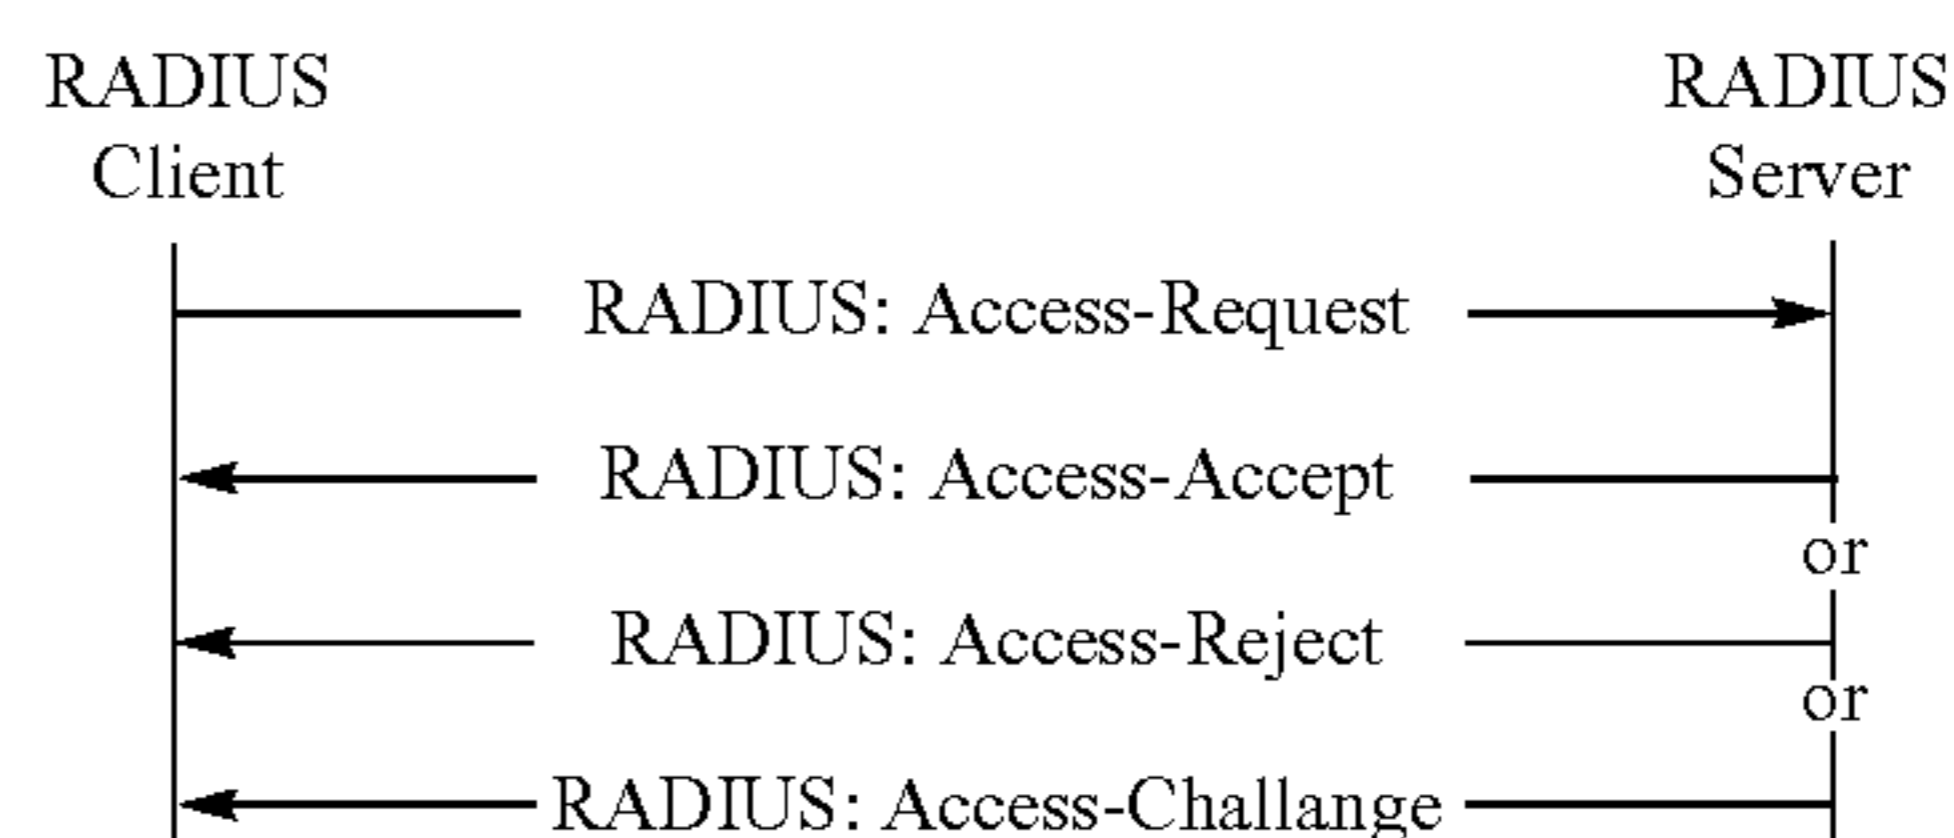 RADIUS
Client
RADIUS
Server
RADIUS: Access-Request
RADIUS: Access-Accept
or
RADIUS: Access-Reject
or
RADIUS: Access-Challange